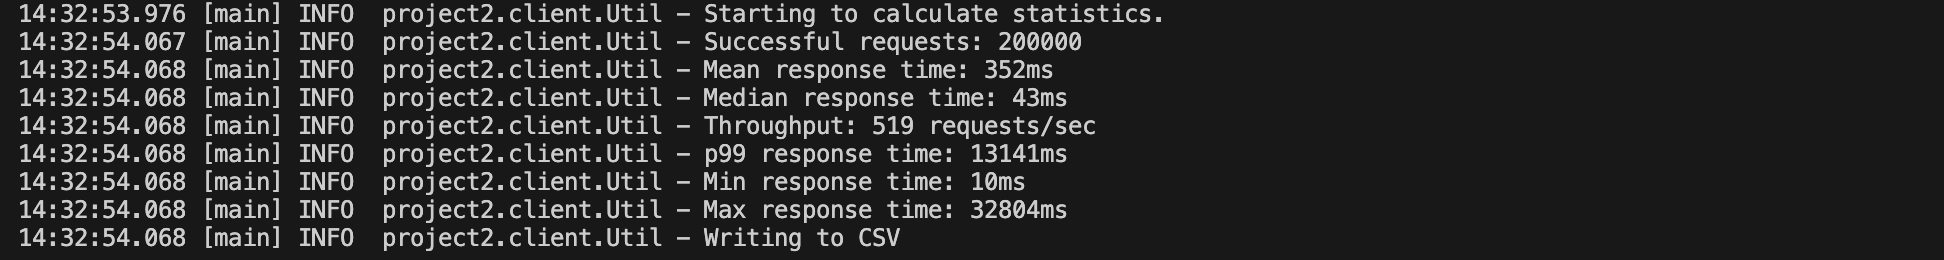 14:32:53.976 [main] INFO  project2.client.Util – Starting to calculate statistics.
14:32:54.067 [main] INFO  project2.client.Util – Successful requests: 200000
14:32:54.068 [main] INFO  project2.client.Util – Mean response time: 352ms
14:32:54.068 [main] INFO  project2.client.Util – Median response time: 43ms
14:32:54.068 [main] INFO  project2.client.Util – Throughput: 519 requests/sec
14:32:54.068 [main] INFO  project2.client.Util – p99 response time: 13141ms
14:32:54.068 [main] INFO  project2.client.Util – Min response time: 10ms
14:32:54.068 [main] INFO  project2.client.Util – Max response time: 32804ms
14:32:54.068 [main] INFO  project2.client.Util – Writing to CSV